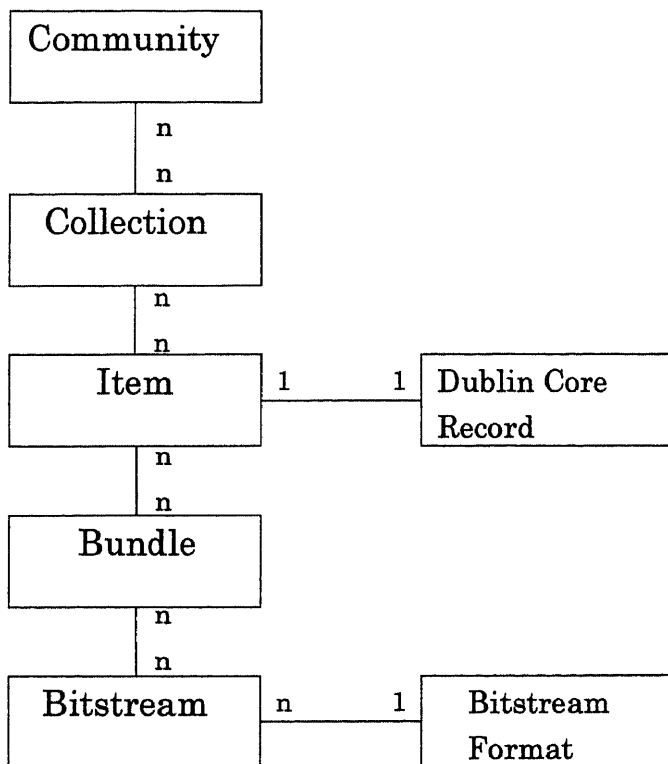 Community
n
n
Collection
n
n
Item
1 1
Dublin Core
Record
n
n
Bundle
n
n
Bitstream
n 1
Bitstream
Format